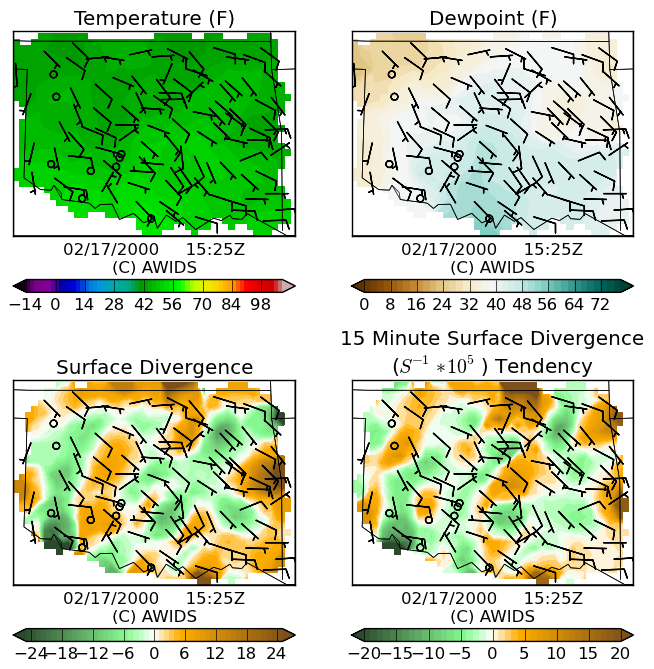 Temperature (F)
Dewpoint (F)
02/17/2000 15:25Z
(C) AWIDS
02/17/2000 15:25Z
(C) AWIDS
−14 0 14 28 42 56 70 84 98
0 8 16 24 32 40 48 56 64 72
Surface Divergence
15 Minute Surface Divergence
(S⁻¹ *10⁵ ) Tendency
02/17/2000 15:25Z
(C) AWIDS
02/17/2000 15:25Z
(C) AWIDS
−24 −18 −12 −6 0 6 12 18 24
−20 −15 −10 −5 0 5 10 15 20